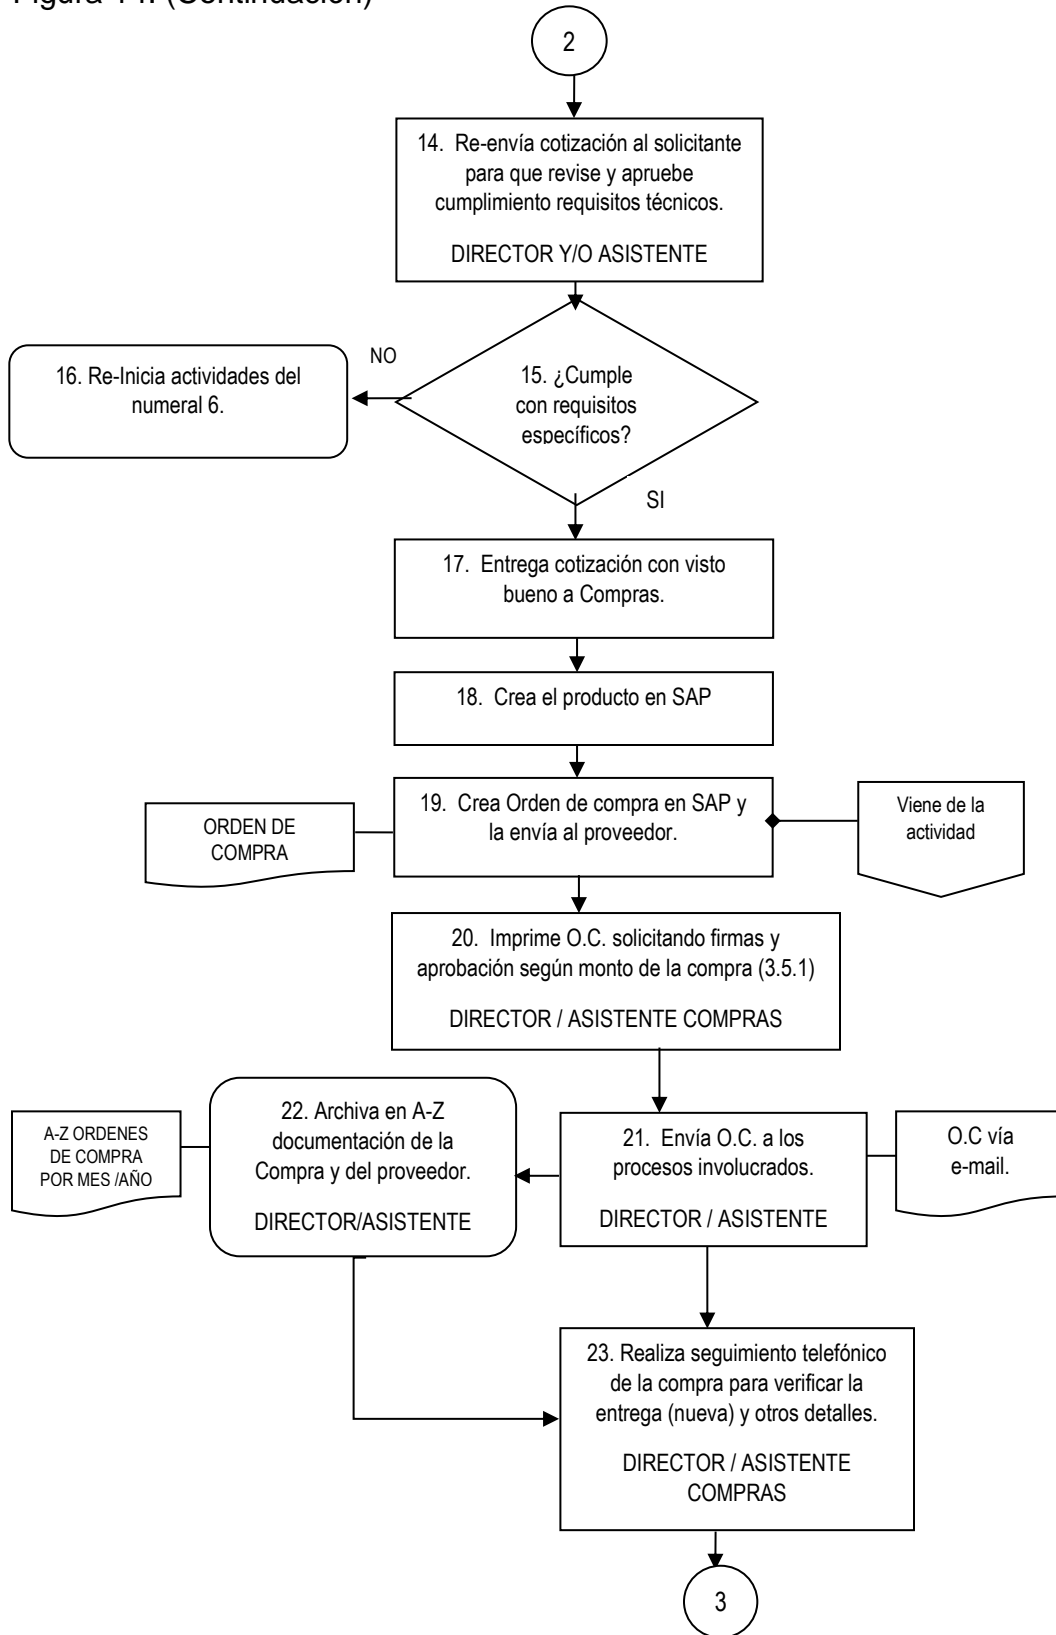 Figura 14. (Continuación)
2
14. Re-envía cotización al solicitante
para que revise y apruebe
cumplimiento requisitos técnicos.
DIRECTOR Y/O ASISTENTE
NO
16. Re-Inicia actividades del
numeral 6.
15. ¿Cumple
con requisitos
específicos?
SI
17. Entrega cotización con visto
bueno a Compras.
18. Crea el producto en SAP
19. Crea Orden de compra en SAP y
la envía al proveedor.
ORDEN DE
COMPRA
Viene de la
actividad
20. Imprime O.C. solicitando firmas y
aprobación según monto de la compra (3.5.1)
DIRECTOR / ASISTENTE COMPRAS
A-Z ORDENES
DE COMPRA
POR MES /AÑO
22. Archiva en A-Z
documentación de la
Compra y del proveedor.
DIRECTOR/ASISTENTE
21. Envía O.C. a los
procesos involucrados.
DIRECTOR / ASISTENTE
O.C vía
e-mail.
23. Realiza seguimiento telefónico
de la compra para verificar la
entrega (nueva) y otros detalles.
DIRECTOR / ASISTENTE
COMPRAS
3